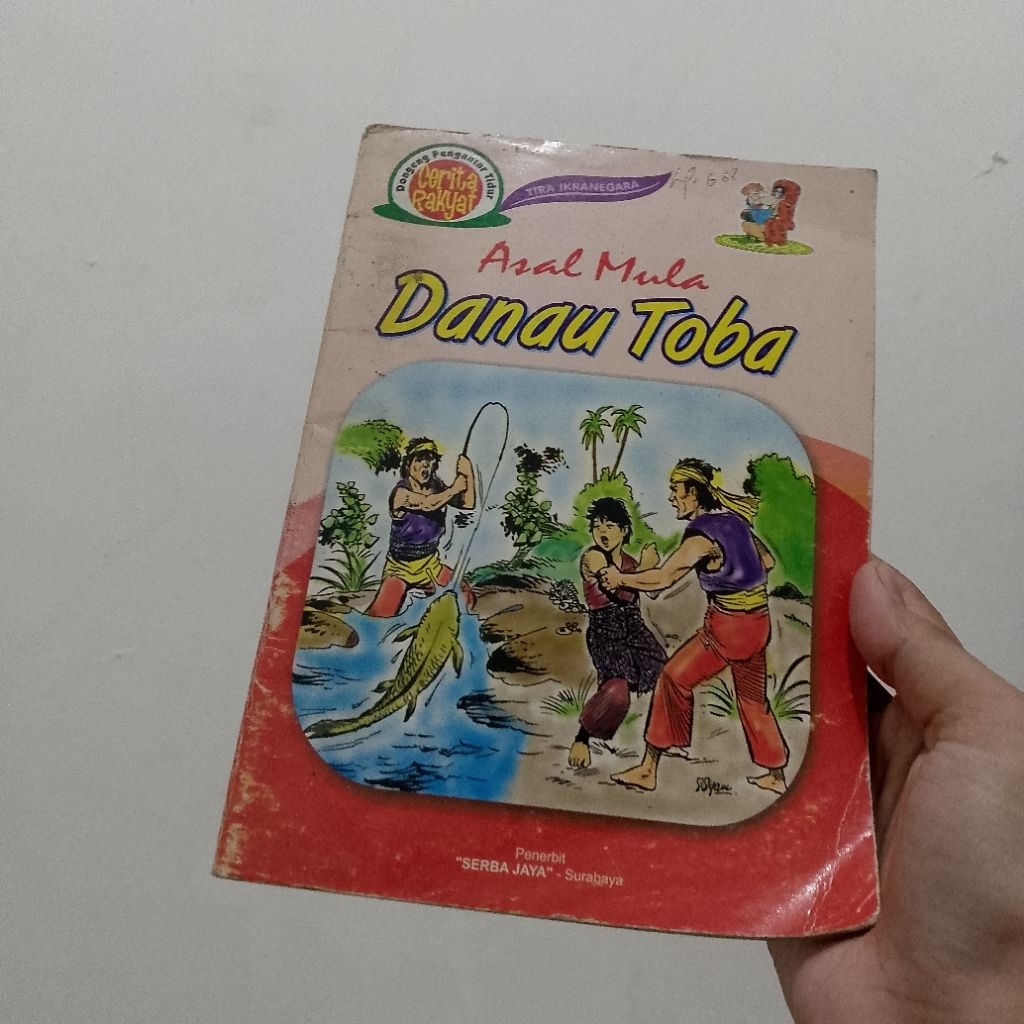 Dongeng Pengantar Tidur
Cerita
Rakyat
TIRA IKRANEGARA
Asal Mula
Danau Toba
Penerbit
"SERBA JAYA" - Surabaya